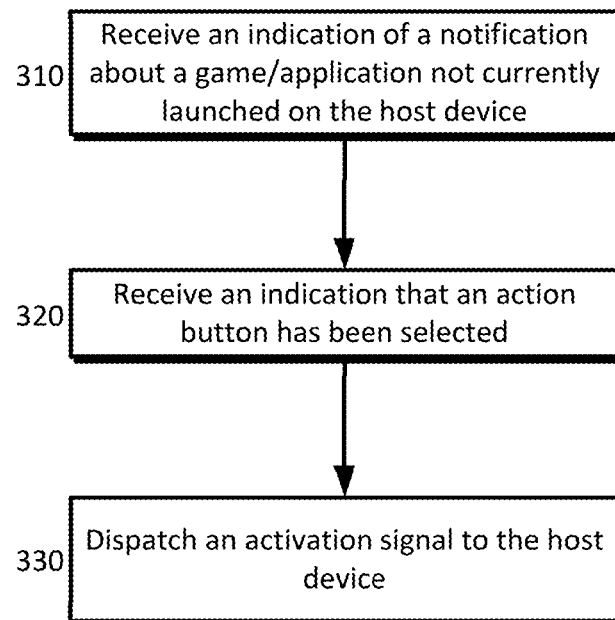 Receive an indication of a notification
310 about a game/application not currently
launched on the host device
Receive an indication that an action
320 button has been selected
Dispatch an activation signal to the host
330 device